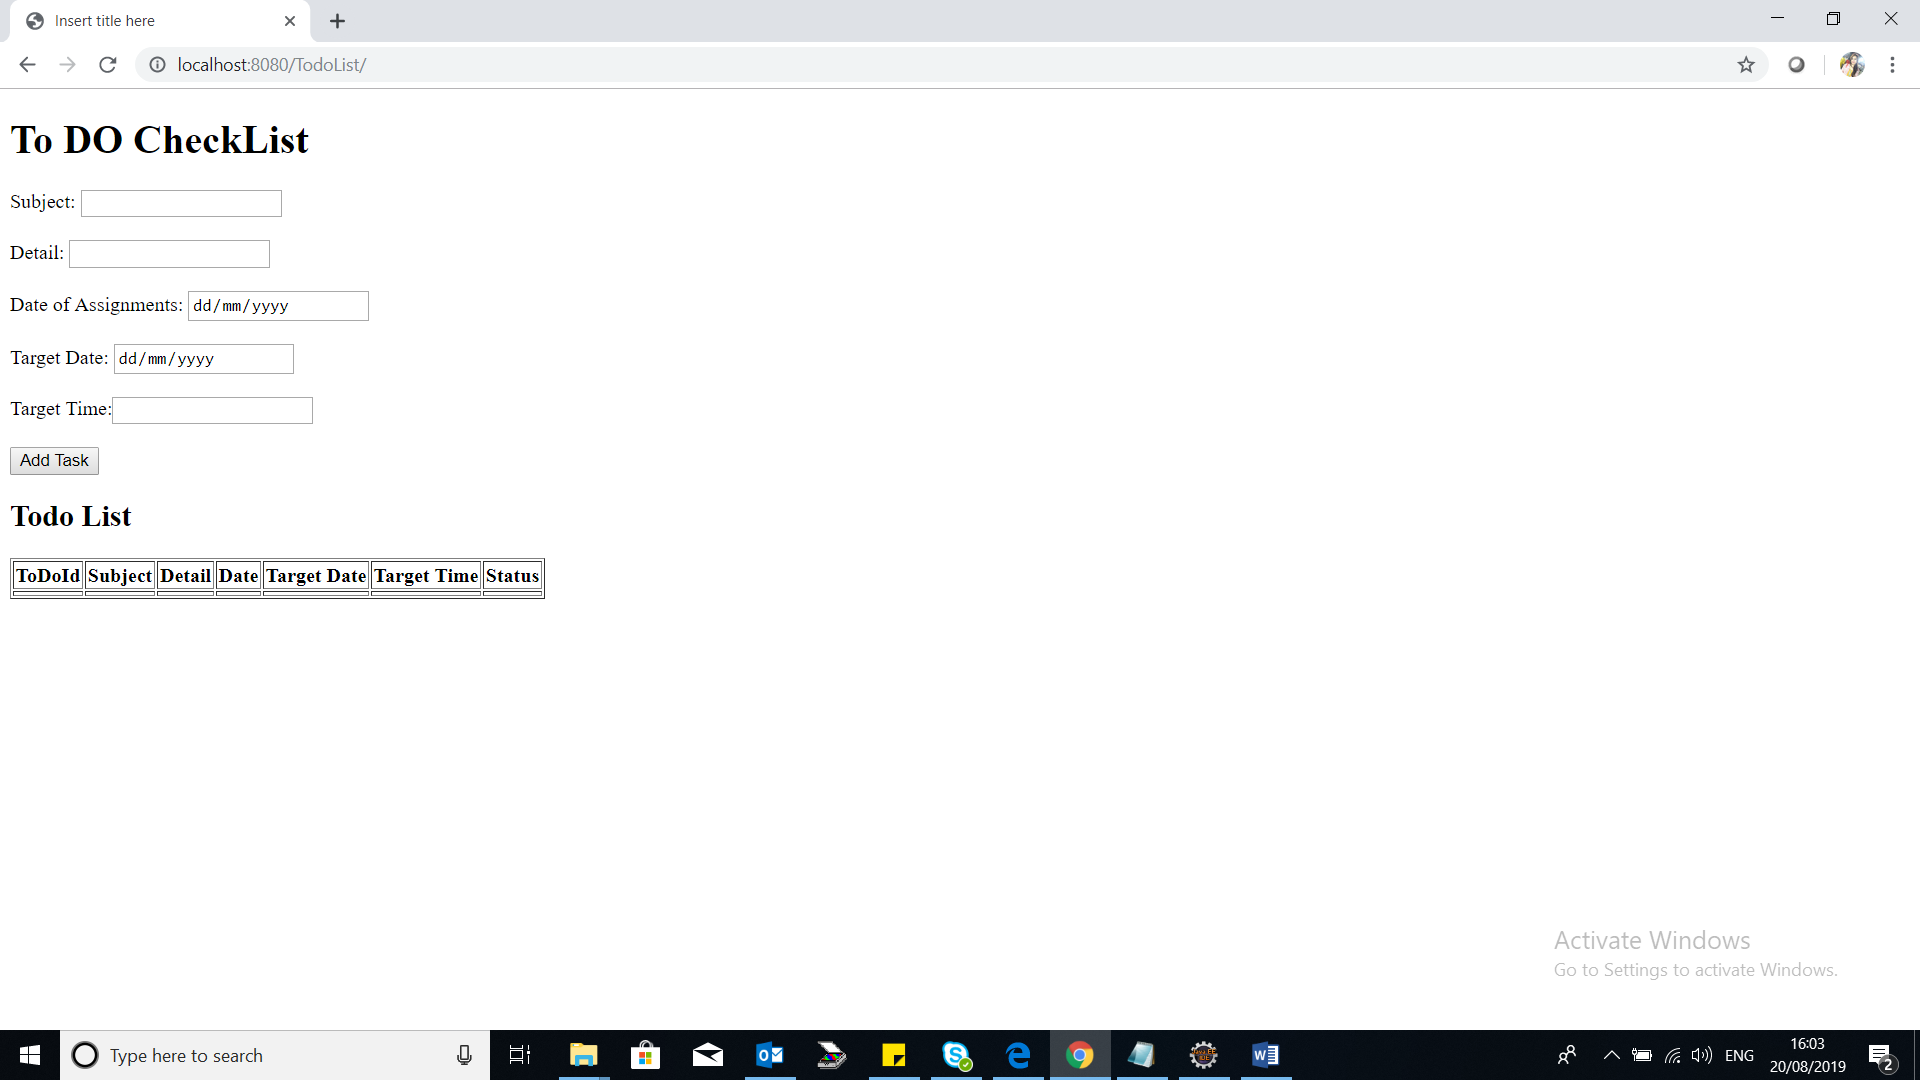 Insert title here
localhost:8080/TodoList/
To DO CheckList
Subject:
Detail:
Date of Assignments: dd/mm/yyyy
Target Date: dd/mm/yyyy
Target Time:
Add Task
Todo List
ToDoId Subject Detail Date Target Date Target Time Status
Activate Windows
Go to Settings to activate Windows.
Type here to search
ENG
16:03
20/08/2019
2